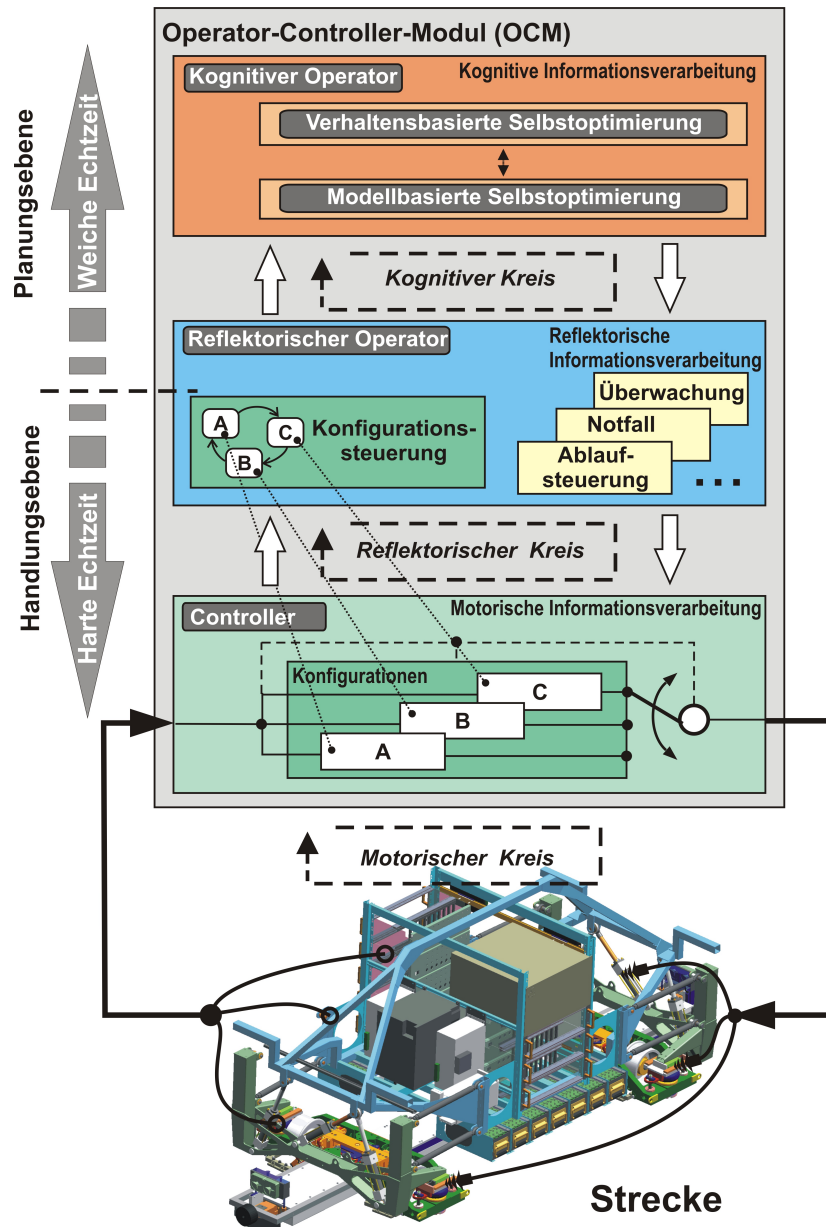 Operator-Controller-Modul (OCM)
Kognitiver Operator
Kognitive Informationsverarbeitung
Verhaltensbasierte Selbstoptimierung
Modellbasierte Selbstoptimierung
Planungsebene
Weiche Echtzeit
Kognitiver Kreis
Reflektorischer Operator
Reflektorische
Informationsverarbeitung
Überwachung
Notfall
Ablauf-
steuerung
...
A
C
B
Konfigurations-
steuerung
Handlungsebene
Harte Echtzeit
Reflektorischer Kreis
Controller
Motorische Informationsverarbeitung
Konfigurationen
C
B
A
Motorischer Kreis
Strecke